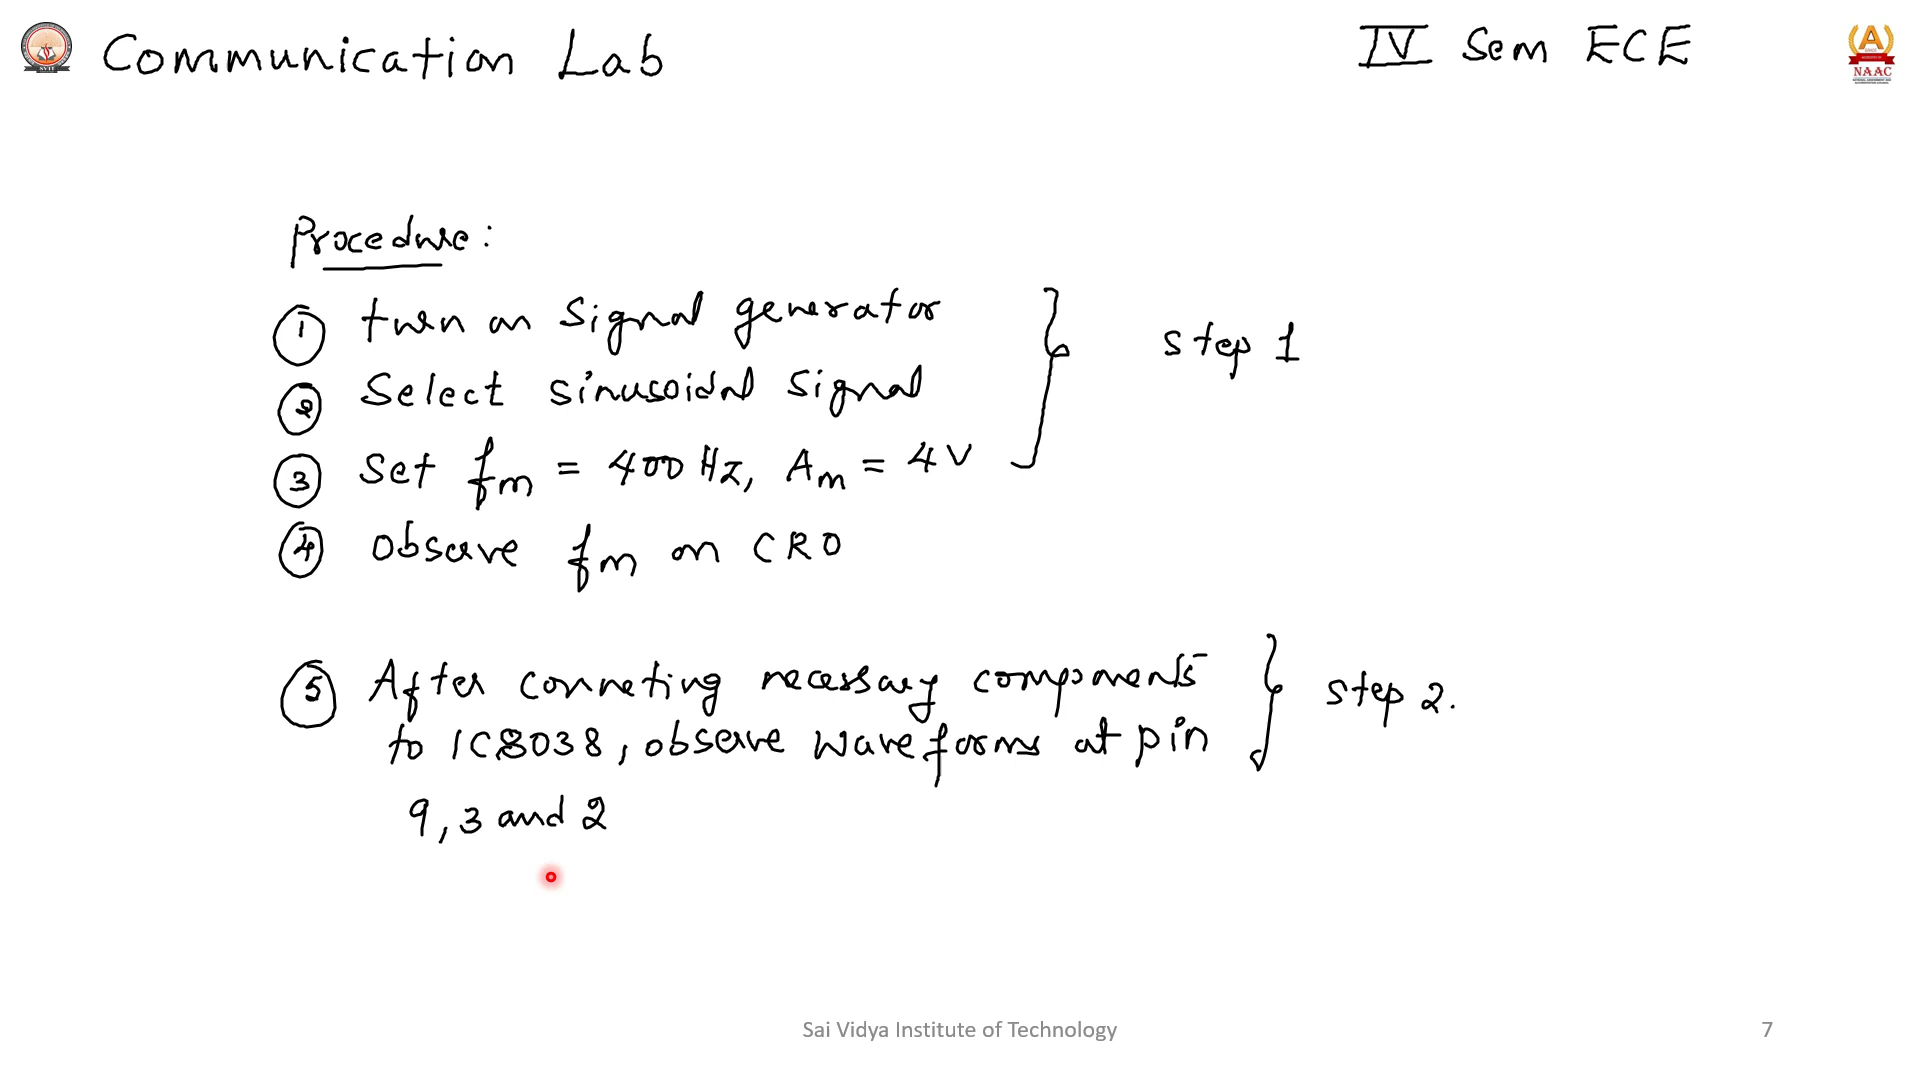 Communication Lab
IV Sem ECE
A
NAAC
Procedure:
① turn on Signal generator
② Select sinusoidal signal
③ Set fm = 400 Hz, Am = 4V
step 1
④ observe fm on CRO
⑤ After conneting necessary components
to IC8038, observe waveforms at pin
9, 3 and 2
step 2.
Sai Vidya Institute of Technology
7